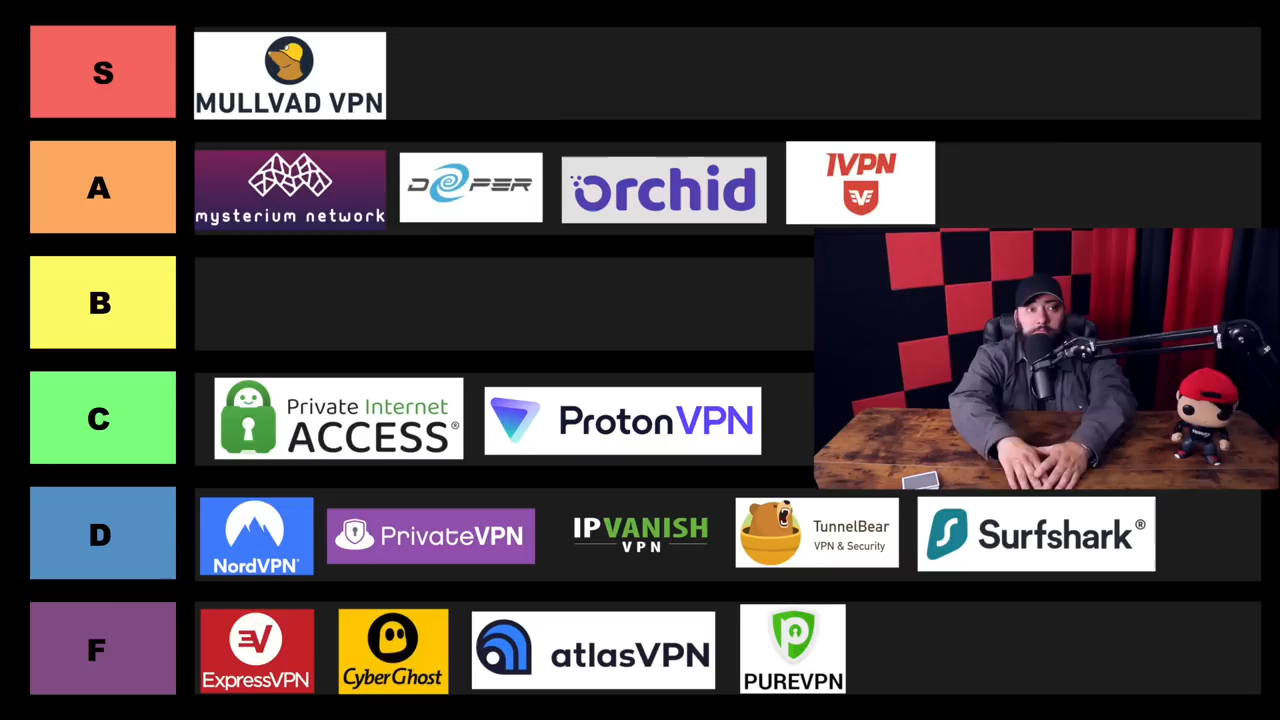 S
MULLVAD VPN
A
mysterium network
DEEPER
Orchid
IVPN
B
C
Private Internet
ACCESS®
ProtonVPN
D
NordVPN®
PrivateVPN
IPVANISH
VPN
TunnelBear
VPN & Security
Surfshark®
F
EV
ExpressVPN
CyberGhost
atlasVPN
PUREVPN